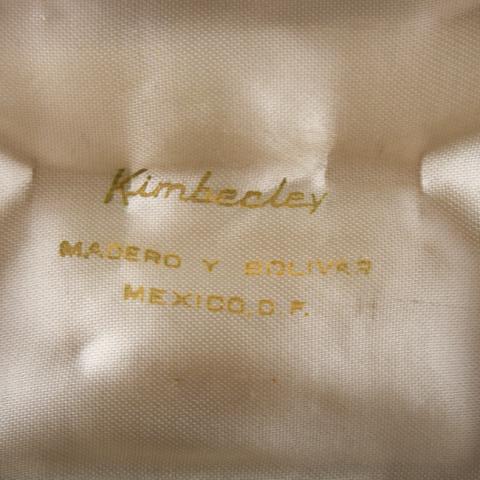 Kimberley
MADERO Y BOLIVAR
MEXICO, D. F.